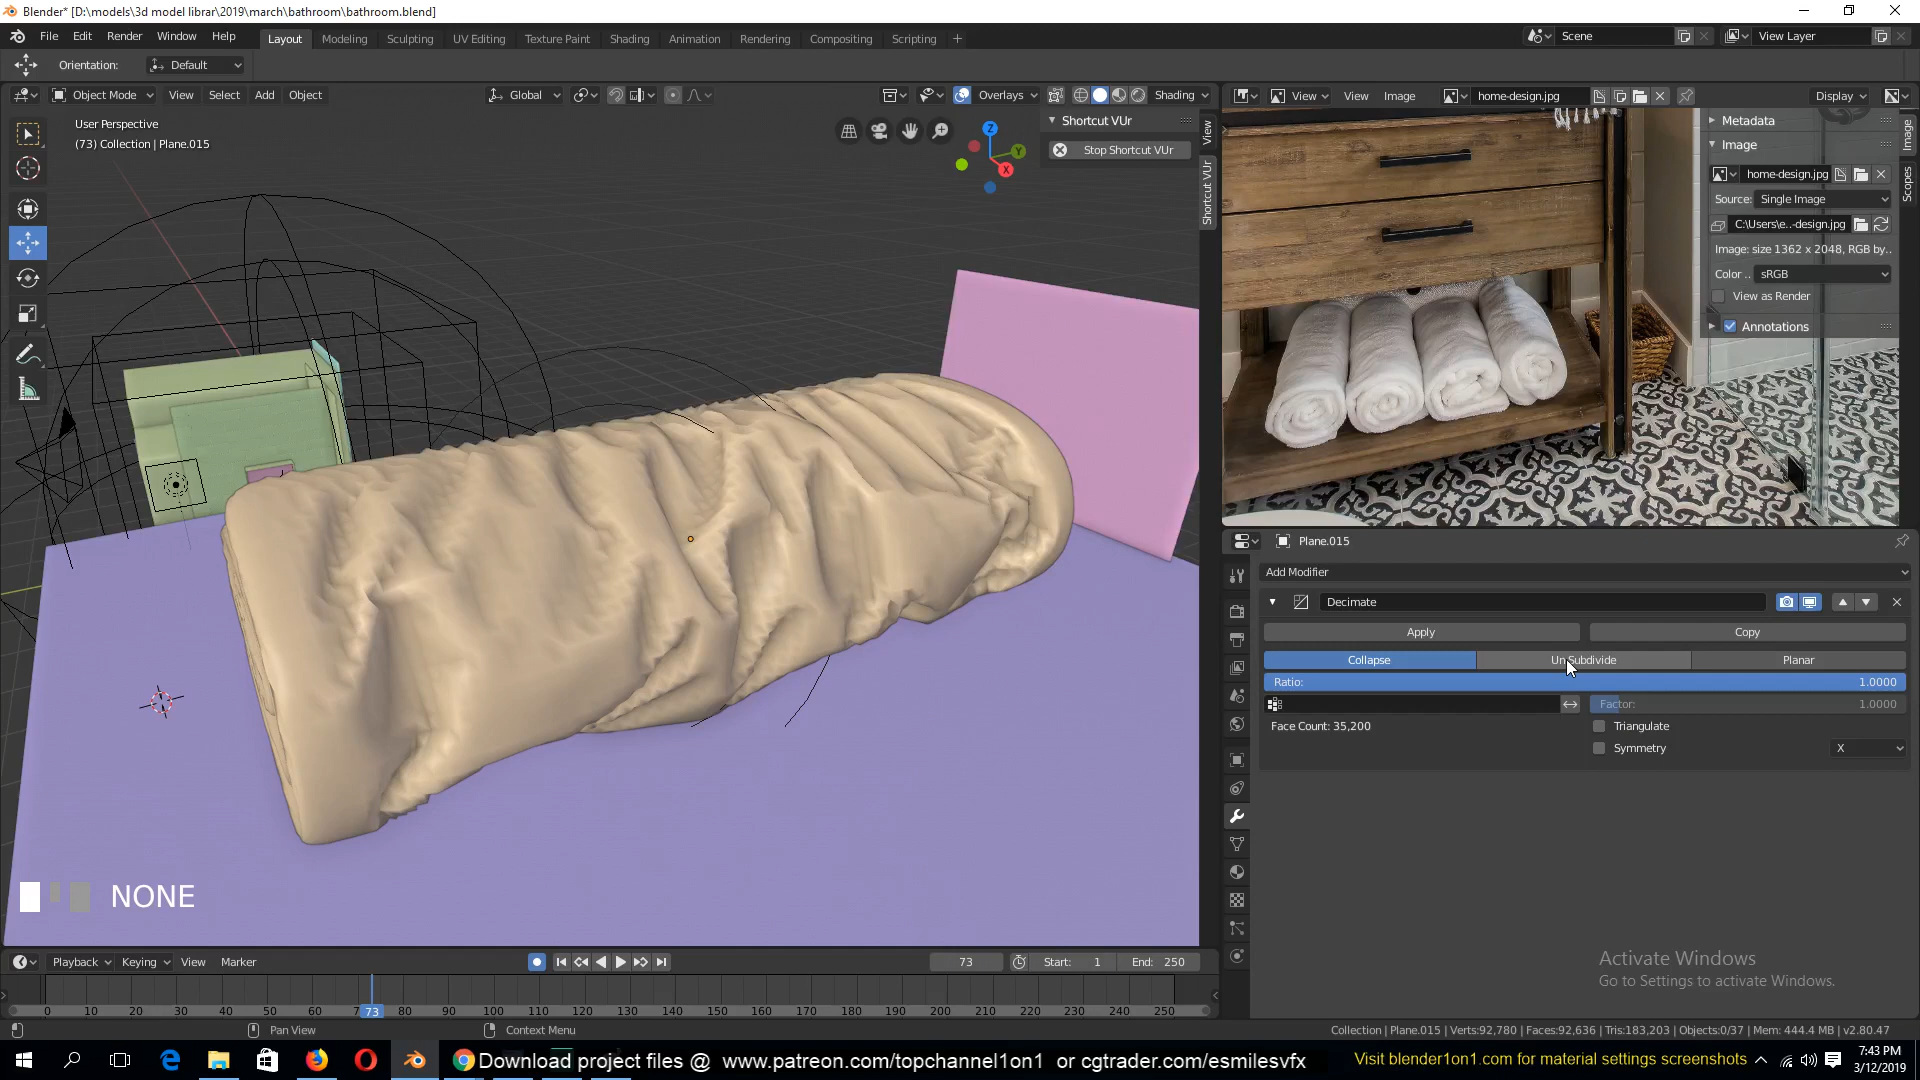 Blender* [D:\models\3d model librar\2019\march\bathroom\bathroom.blend]
File Edit Render Window Help
Layout Modeling Sculpting UV Editing Texture Paint Shading Animation Rendering Compositing Scripting +
Scene
View Layer
Orientation: Default
Object Mode View Select Add Object
Global
Overlays
Shading
View Image
View
home-design.jpg
Display
User Perspective
(73) Collection | Plane.015
Shortcut VUr
Stop Shortcut VUr
View
Shortcut VUr
Z
Y
X
Metadata
Image
home-design.jpg
Source: Single Image
C:\Users\e..-design.jpg
Image: size 1362 x 2048, RGB by..
Color .. sRGB
View as Render
Annotations
Image
Scopes
Plane.015
Add Modifier
Decimate
Apply
Copy
Collapse
Un-Subdivide
Planar
Ratio: 1.0000
Factor: 1.0000
Face Count: 35,200
Triangulate
Symmetry
X
NONE
Playback Keying View Marker
73
Start: 1
End: 250
0 10 20 30 40 50 60 7 73 80 90 100 110 120 130 140 150 160 170 180 190 200 210 220 230 240 250
Pan View
Context Menu
Activate Windows
Go to Settings to activate Windows.
Collection | Plane.015 | Verts:92,780 | Faces:92,636 | Tris:183,203 | Objects:0/37 | Mem: 444.4 MB | v2.80.47
Download project files @ www.patreon.com/topchannel1on1 or cgtrader.com/esmilesvfx
Visit blender1on1.com for material settings screenshots
7:43 PM
3/12/2019